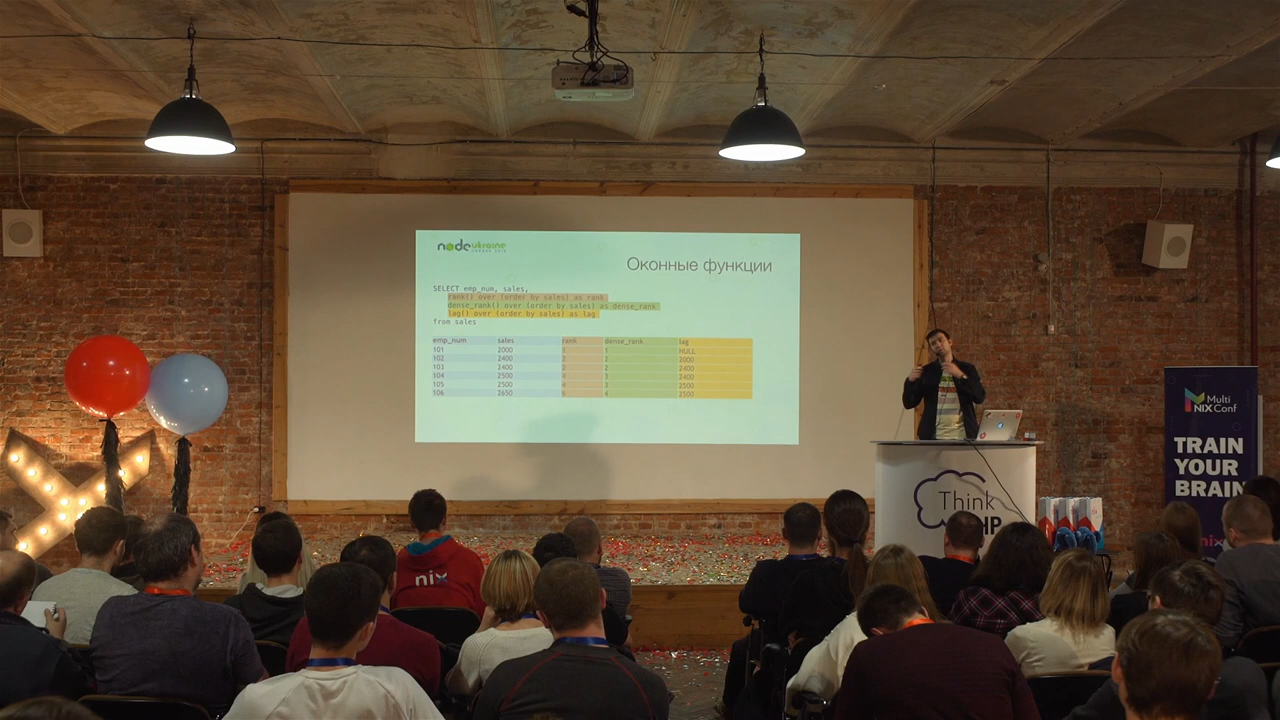 node ukraine
Оконные функции
SELECT emp_num, sales,
rank() over (order by sales) as rank
dense_rank() over (order by sales) as dense_rank
lag() over (order by sales) as lag
from sales
emp_num sales rank dense_rank lag
101 2000 1 1 NULL
102 2400 2 2 2000
103 2400 2 2 2400
104 2500 4 3 2400
105 2500 4 3 2500
106 2650 6 4 2500
Multi
NIX Conf
TRAIN
YOUR
BRAIN
Think
nix
nix